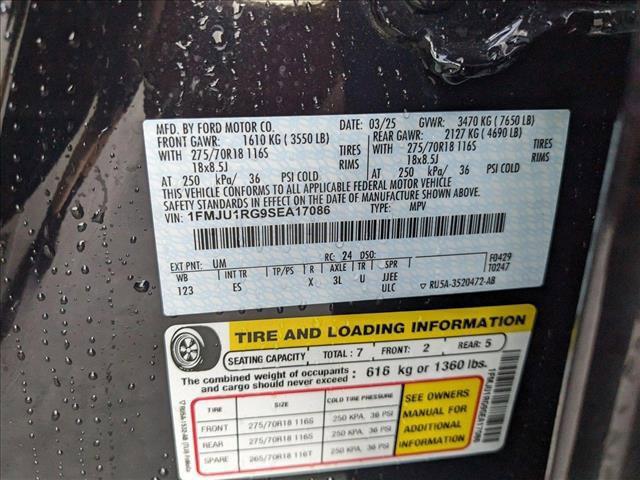 MFD. BY FORD MOTOR CO. DATE: 03/25 GVWR: 3470 KG ( 7650 LB)
FRONT GAWR: 1610 KG ( 3550 LB) REAR GAWR: 2127 KG ( 4690 LB)
WITH 275/70R18 116S TIRES WITH 275/70R18 116S TIRES
18x8.5J RIMS 18x8.5J RIMS
AT 250 kPa/ 36 PSI COLD AT 250 kPa/ 36 PSI COLD
THIS VEHICLE CONFORMS TO ALL APPLICABLE FEDERAL MOTOR VEHICLE
SAFETY STANDARDS IN EFFECT ON THE DATE OF MANUFACTURE SHOWN ABOVE.
VIN: 1FMJU1RG9SEA17086 TYPE: MPV
EXT PNT: UM RC: 24 DSO: F0429
WB INT TR TP/PS R AXLE TR SPR T0247
123 ES X 3L U JJEE
ULC ▽ RU5A-3520472-AB
TIRE AND LOADING INFORMATION
SEATING CAPACITY TOTAL : 7 FRONT: 2 REAR: 5
The combined weight of occupants and cargo should never exceed : 616 kg or 1360 lbs.
TIRE SIZE COLD TIRE PRESSURE
FRONT 275/70R18 116S 250 KPA, 36 PSI
REAR 275/70R18 116S 250 KPA, 36 PSI
SPARE 265/70R18 116T 250 KPA, 36 PSI
SEE OWNERS
MANUAL FOR
ADDITIONAL
INFORMATION
1FMJU1RG9SEA17086